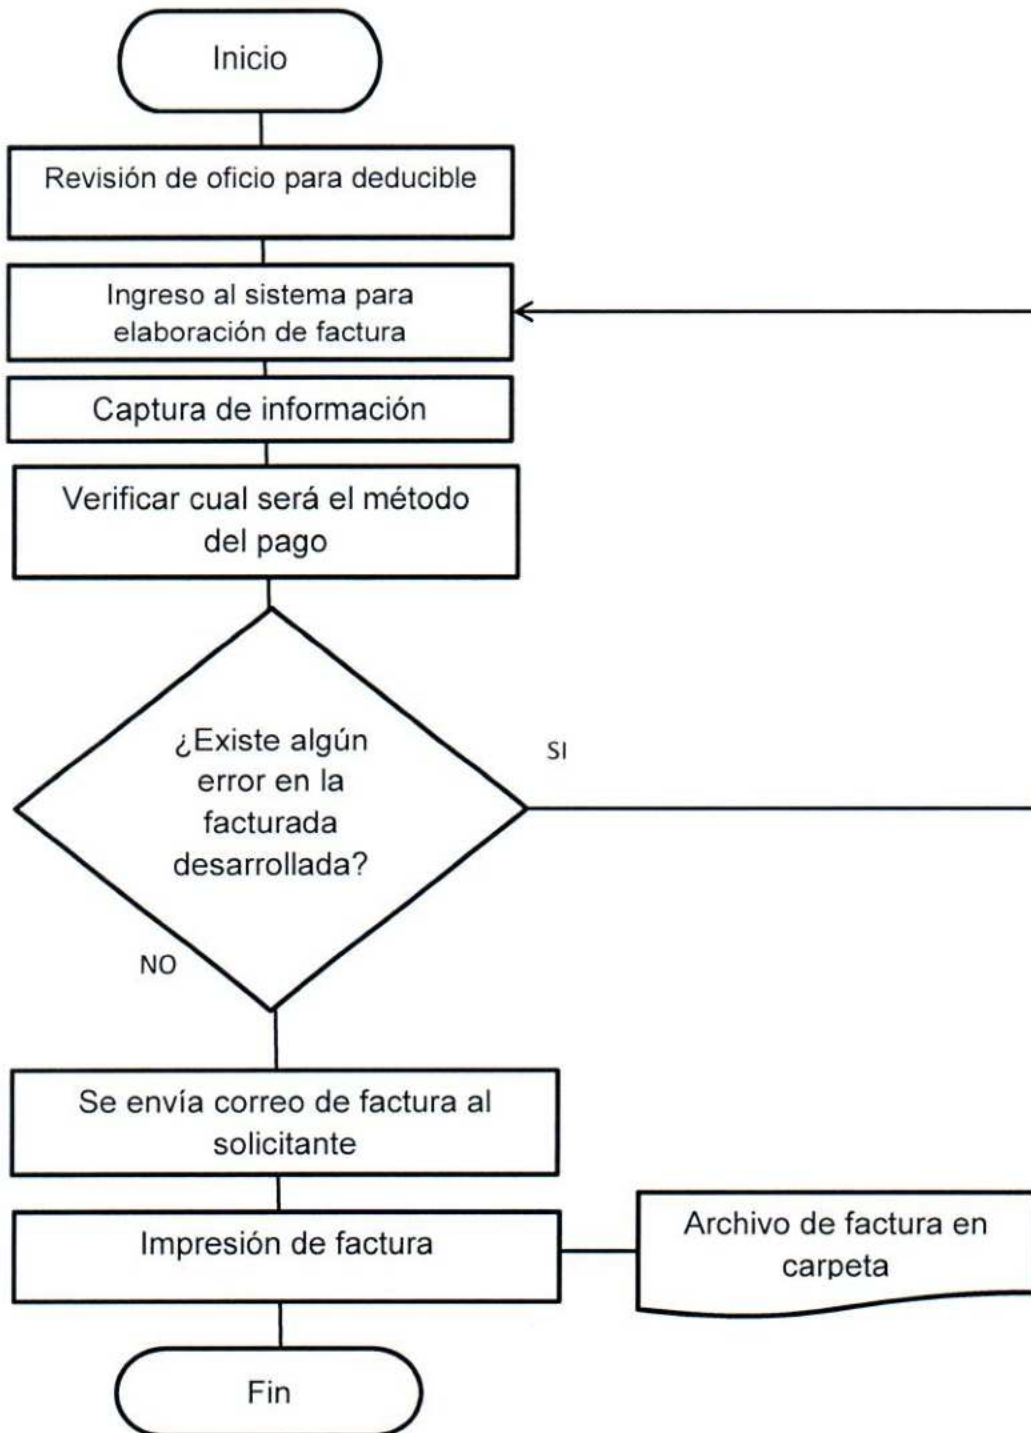 Inicio
Revisión de oficio para deducible
Ingreso al sistema para
elaboración de factura
Captura de información
Verificar cual será el método
del pago
¿Existe algún
error en la
facturada
desarrollada?
SI
NO
Se envía correo de factura al
solicitante
Impresión de factura
Archivo de factura en
carpeta
Fin